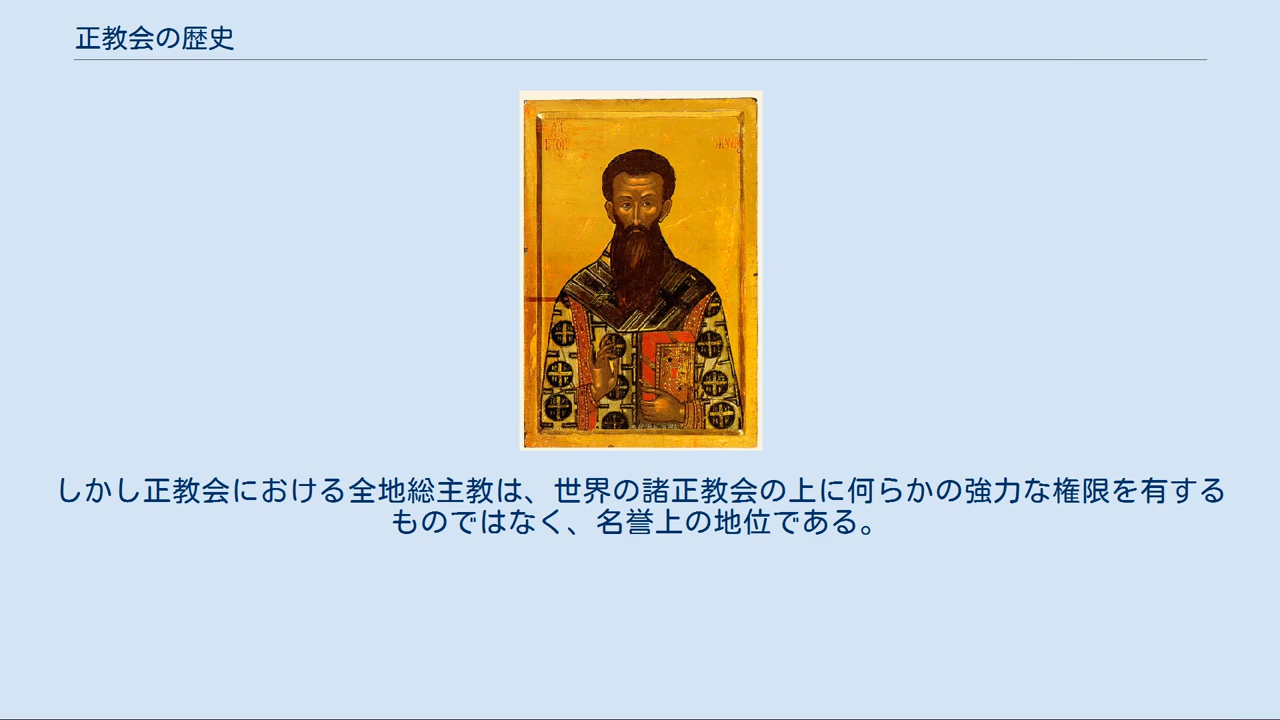 正教会の歴史
しかし正教会における全地総主教は、世界の諸正教会の上に何らかの強力な権限を有する
ものではなく、名誉上の地位である。